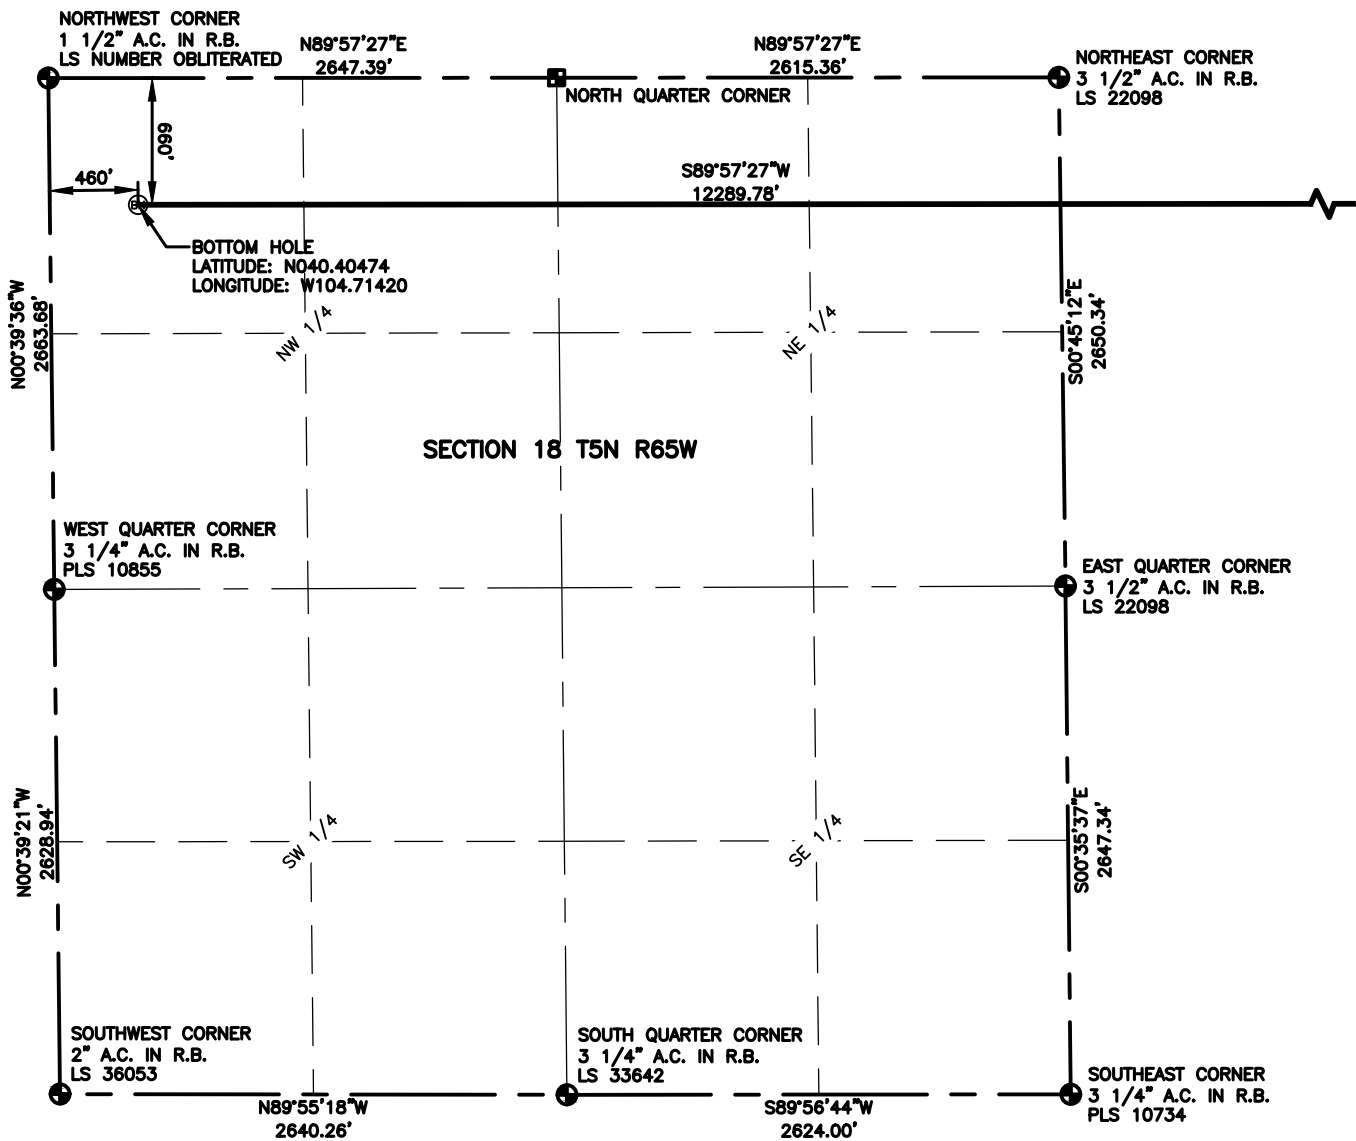 NORTHWEST CORNER
1 1/2" A.C. IN R.B.
LS NUMBER OBLITERATED
N89°57'27"E
2647.39'
N89°57'27"E
2615.36'
NORTHEAST CORNER
3 1/2" A.C. IN R.B.
LS 22098
NORTH QUARTER CORNER
660'
460'
S89°57'27"W
12289.78'
BH
BOTTOM HOLE
LATITUDE: N040.40474
LONGITUDE: W104.71420
N00°39'36"W
2663.68'
NW 1/4
NE 1/4
S00°45'12"E
2650.34'
SECTION 18 T5N R65W
WEST QUARTER CORNER
3 1/4" A.C. IN R.B.
PLS 10855
EAST QUARTER CORNER
3 1/2" A.C. IN R.B.
LS 22098
N00°39'21"W
2628.94'
SW 1/4
SE 1/4
S00°35'37"E
2647.34'
SOUTHWEST CORNER
2" A.C. IN R.B.
LS 36053
SOUTH QUARTER CORNER
3 1/4" A.C. IN R.B.
LS 33642
SOUTHEAST CORNER
3 1/4" A.C. IN R.B.
PLS 10734
N89°55'18"W
2640.26'
S89°56'44"W
2624.00'